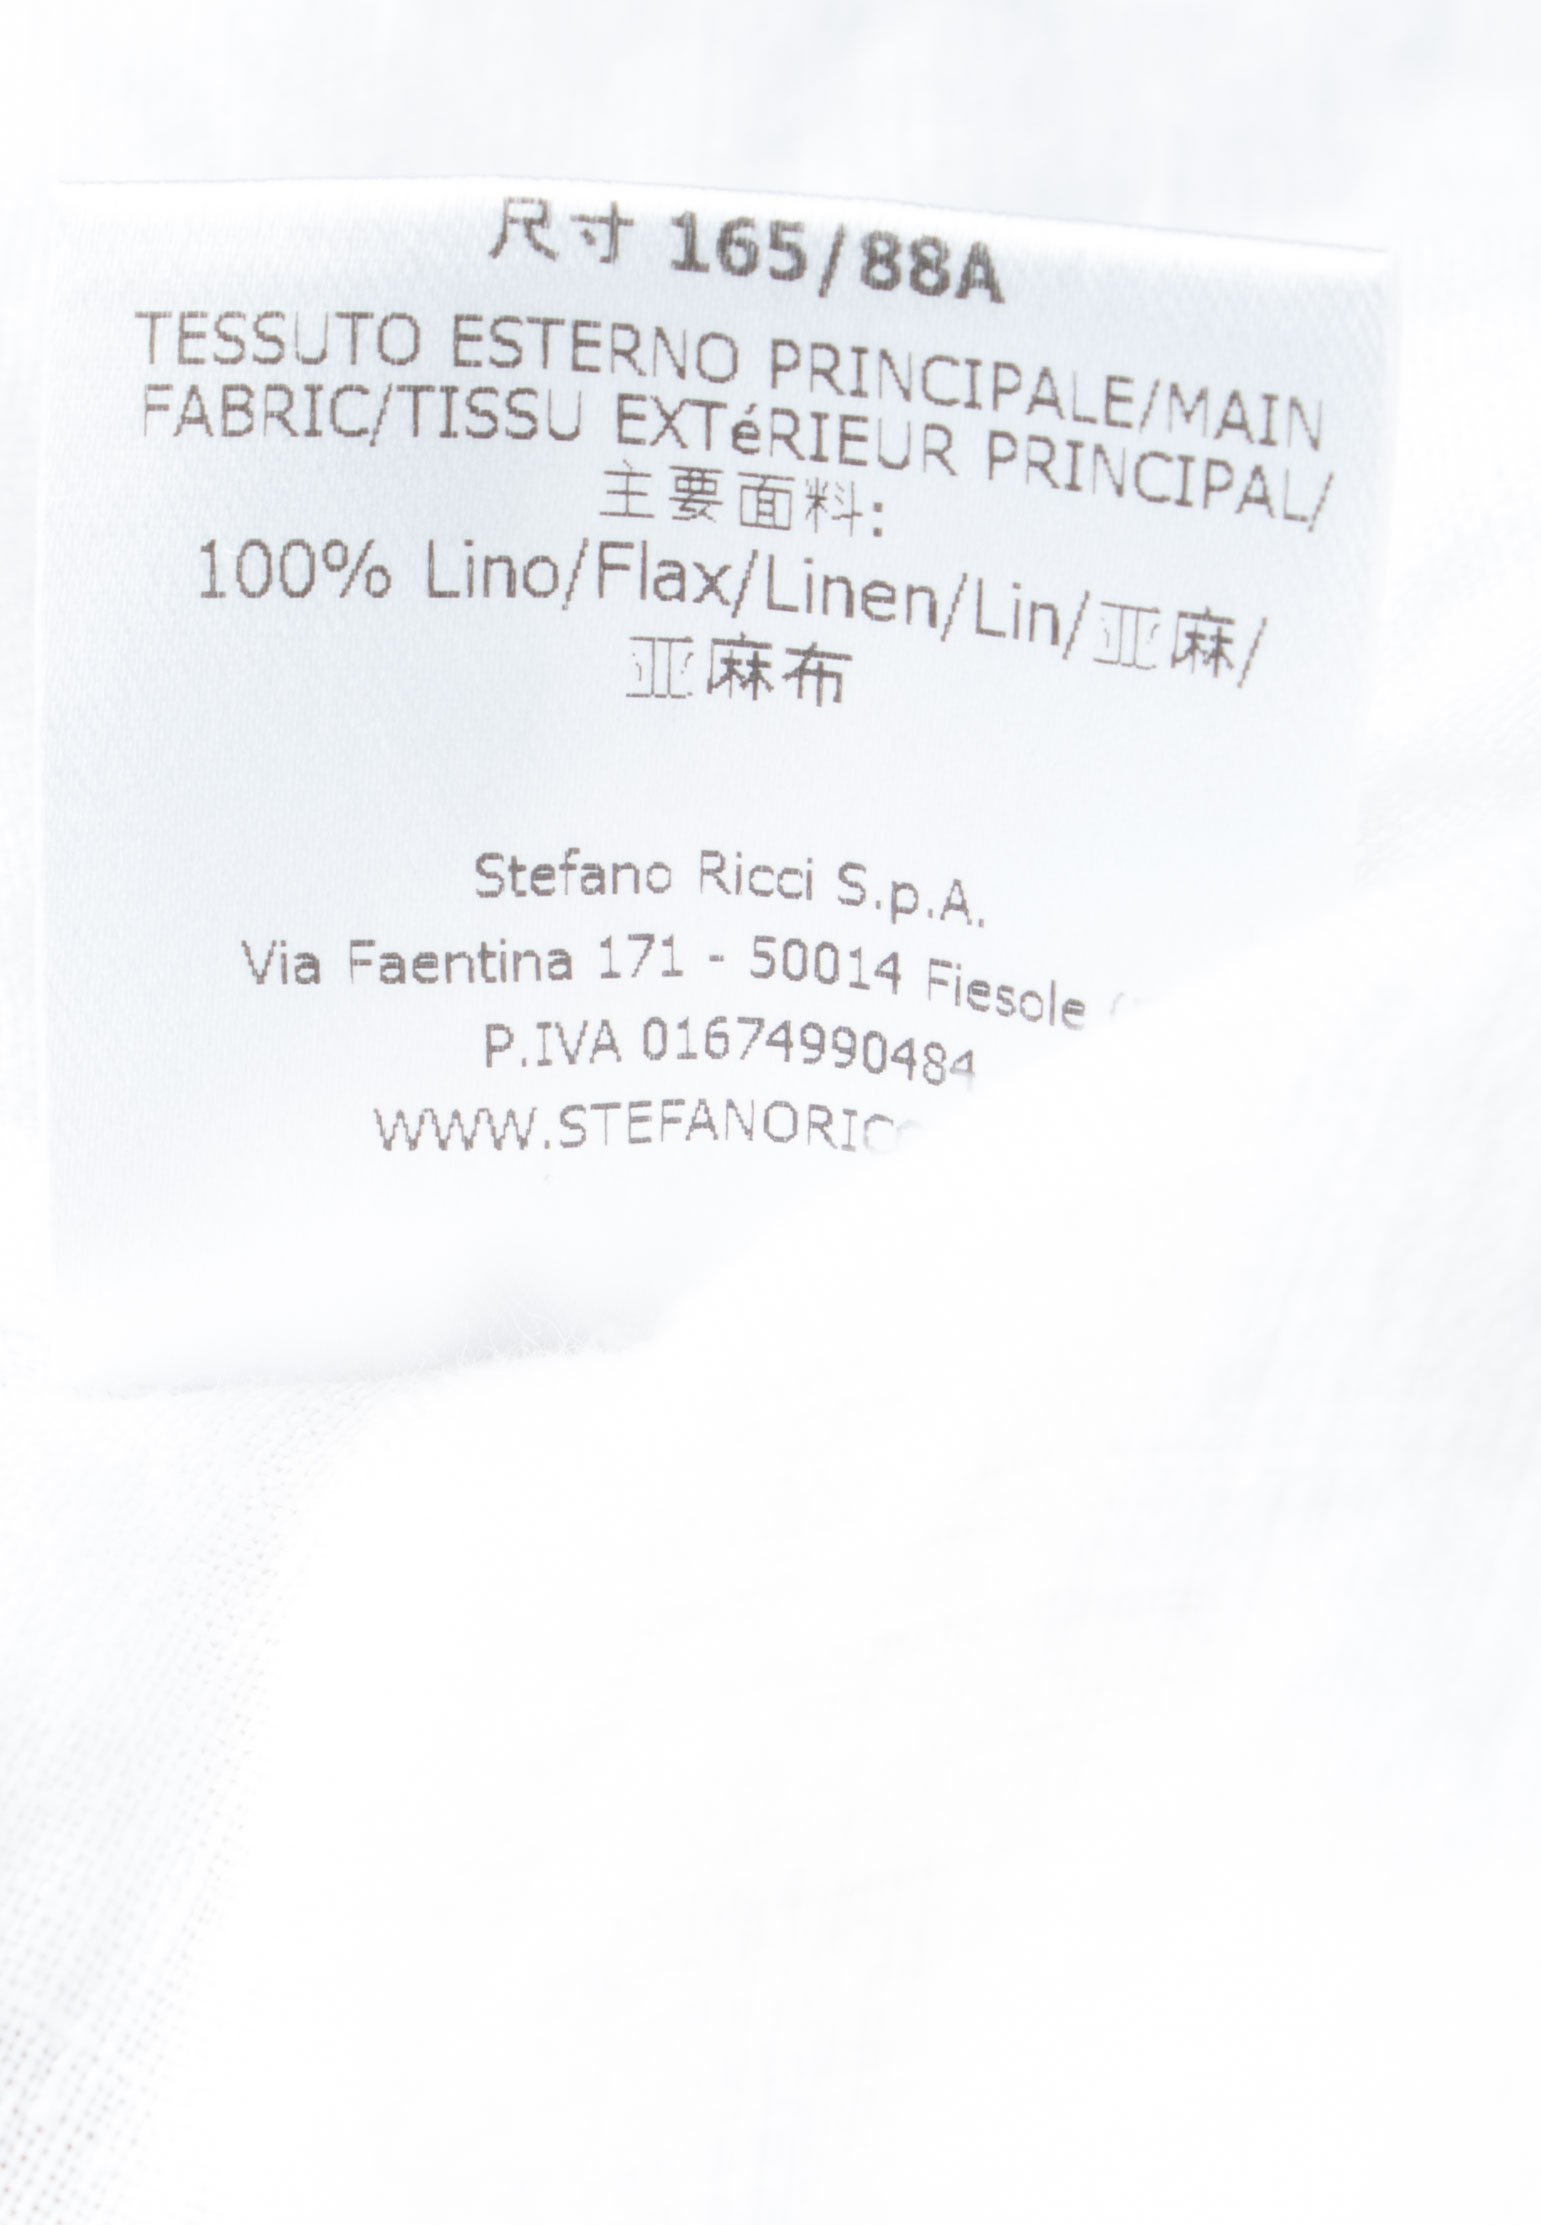 尺寸 165/88A
TESSUTO ESTERNO PRINCIPALE/MAIN
FABRIC/TISSU EXTéRIEUR PRINCIPAL/
主要面料:
100% Lino/Flax/Linen/Lin/亚麻/
亚麻布
Stefano Ricci S.p.A.
Via Faentina 171 - 50014 Fiesole
P.IVA 01674990484